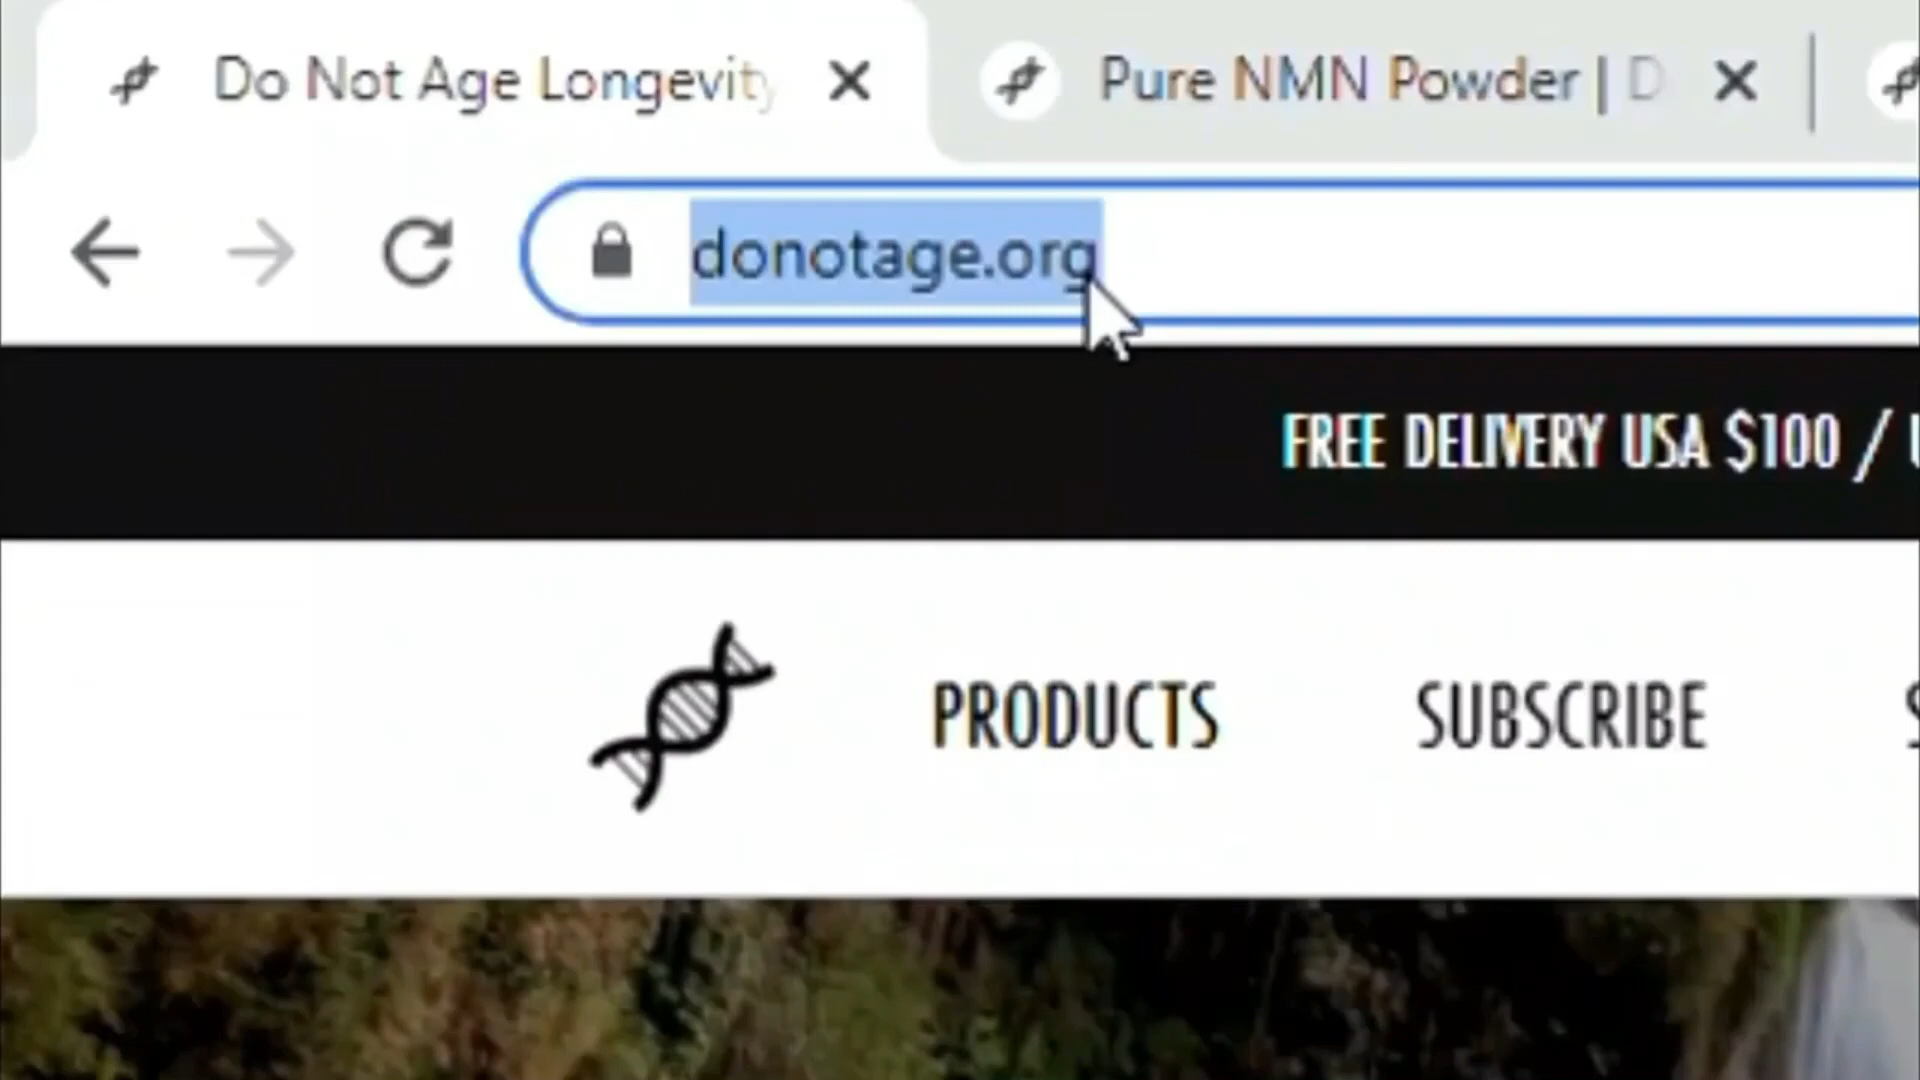 Do Not Age Longevity
Pure NMN Powder | D
donotage.org
FREE DELIVERY USA $100 /
PRODUCTS
SUBSCRIBE